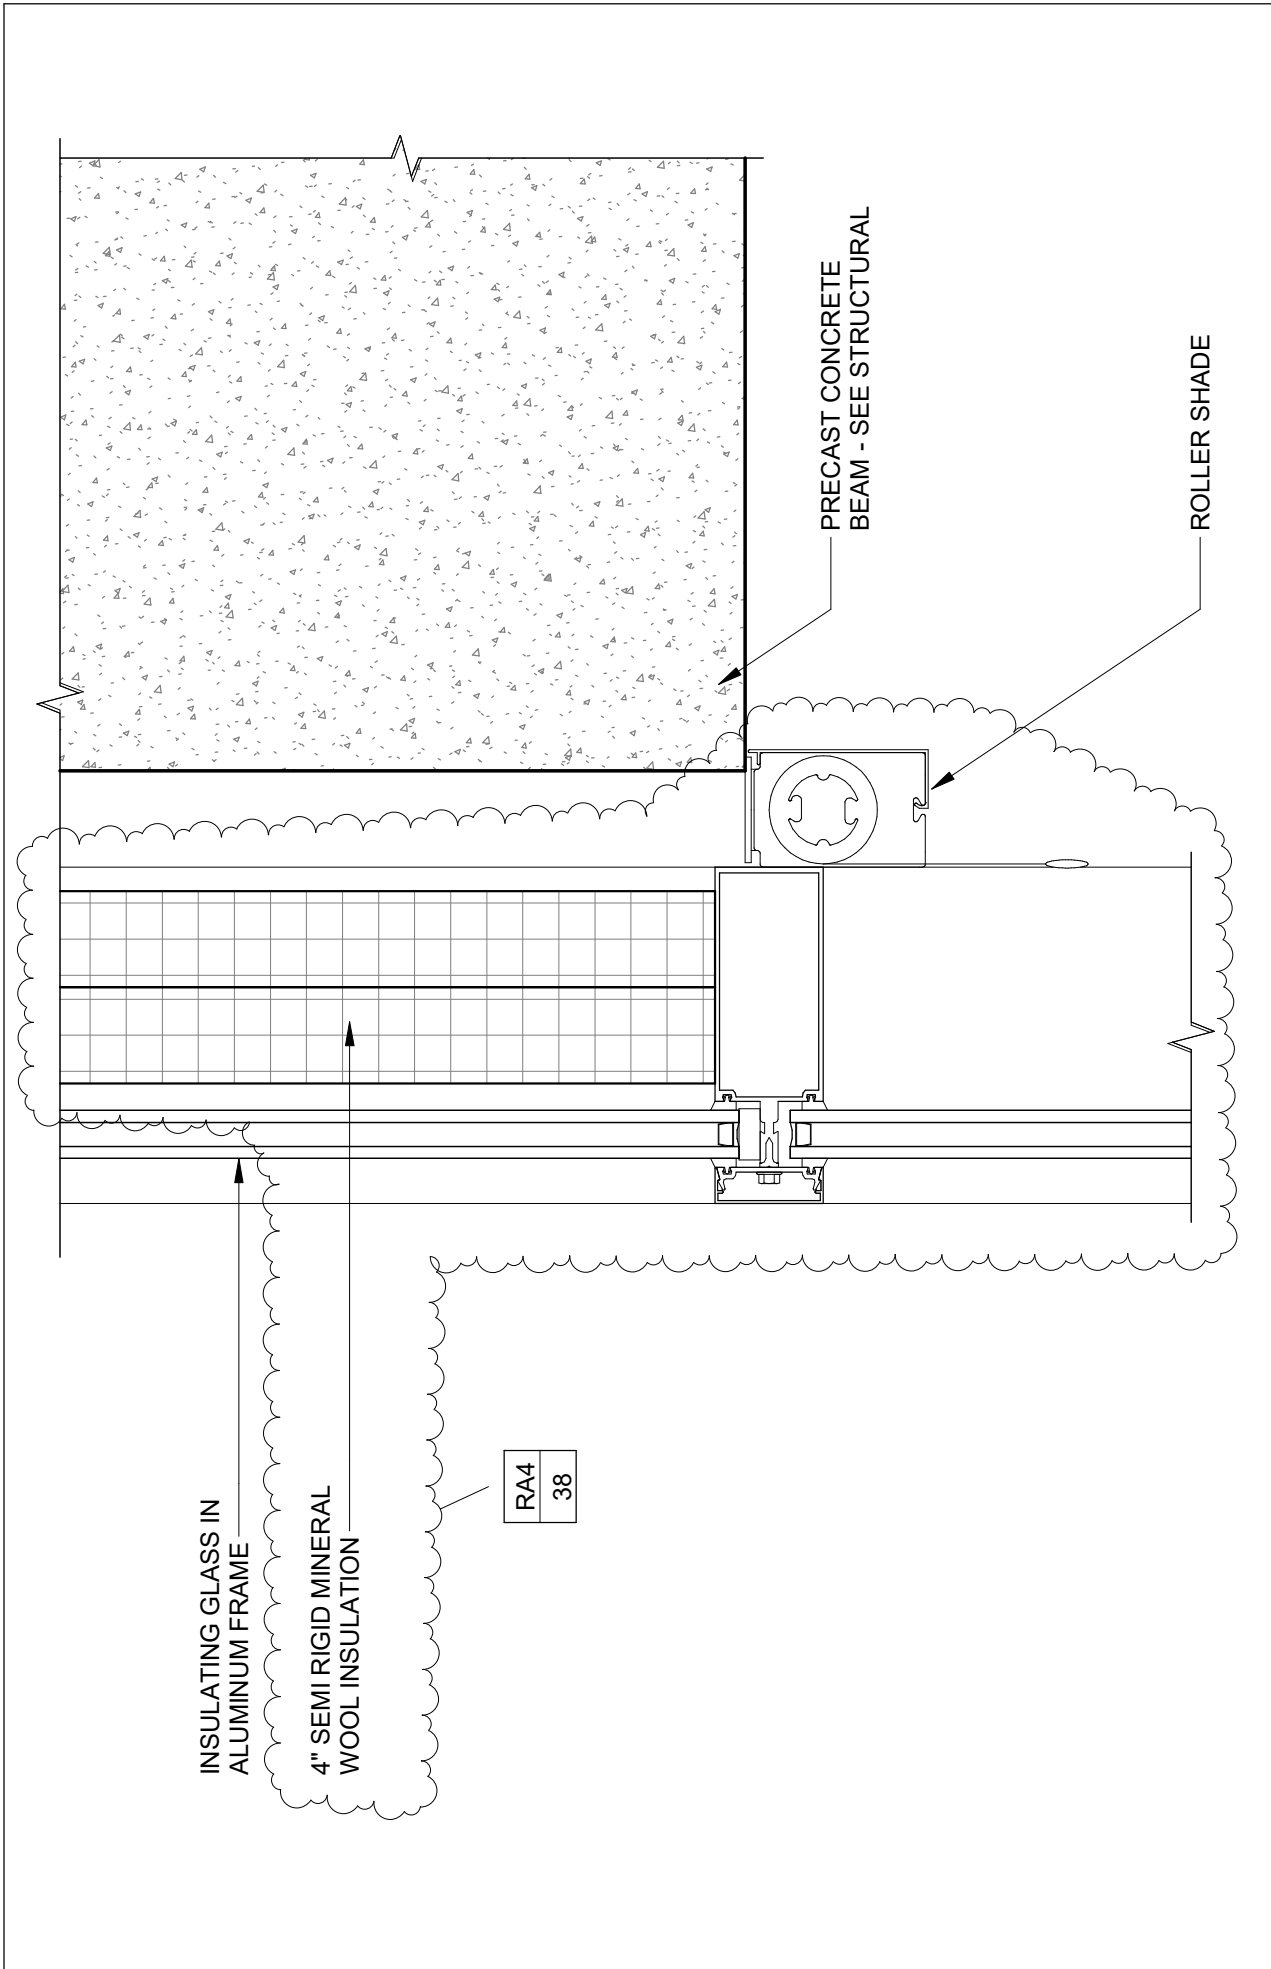 INSULATING GLASS IN
ALUMINUM FRAME
4" SEMI RIGID MINERAL
WOOL INSULATION
RA4
38
PRECAST CONCRETE
BEAM - SEE STRUCTURAL
ROLLER SHADE